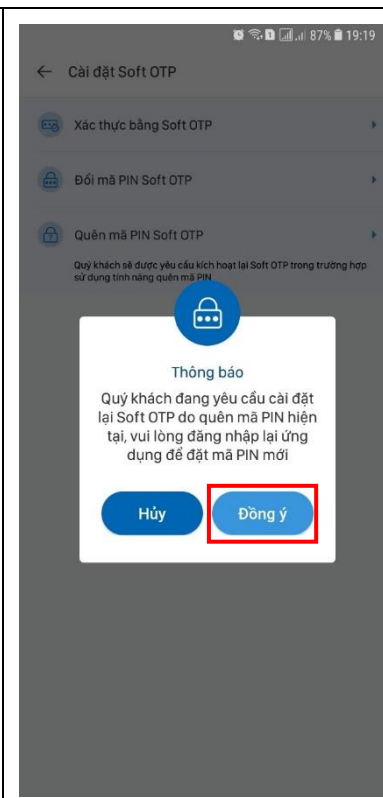 87% 19:19
Cài đặt Soft OTP
Xác thực bằng Soft OTP
Đổi mã PIN Soft OTP
Quên mã PIN Soft OTP
Quý khách sẽ được yêu cầu kích hoạt lại Soft OTP trong trường hợp
sử dụng tính năng quên mã PIN
Thông báo
Quý khách đang yêu cầu cài đặt
lại Soft OTP do quên mã PIN hiện
tại, vui lòng đăng nhập lại ứng
dụng để đặt mã PIN mới
Hủy
Đồng ý